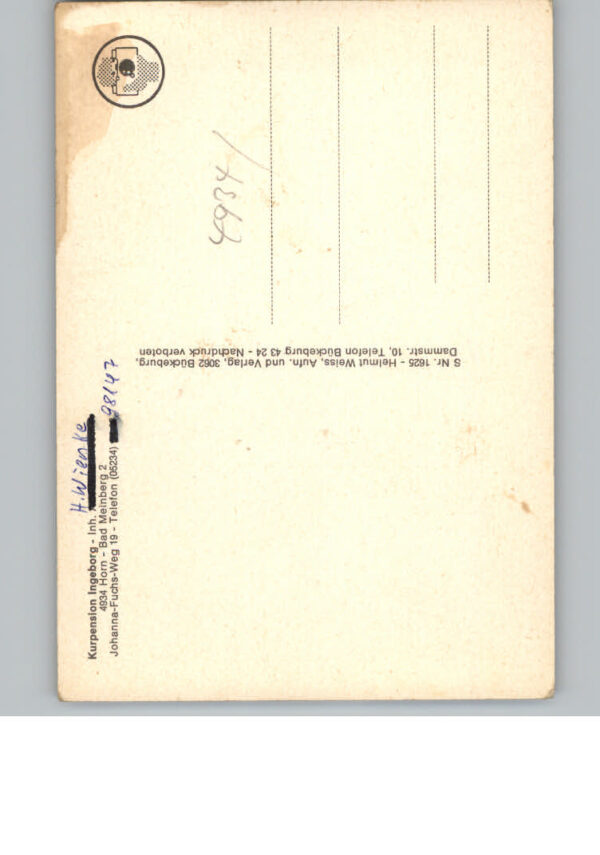 Kurpension Ingeborg - Inh. H. Wienke
4934 Horn - Bad Meinberg 2
Johanna-Fuchs-Weg 19 - Telefon (05234) 98147
S Nr. 1625 - Helmut Weiss, Aufn. und Verlag, 3062 Bückeburg,
Dammstr. 10, Telefon Bückeburg 43 24 - Nachdruck verboten
4934/